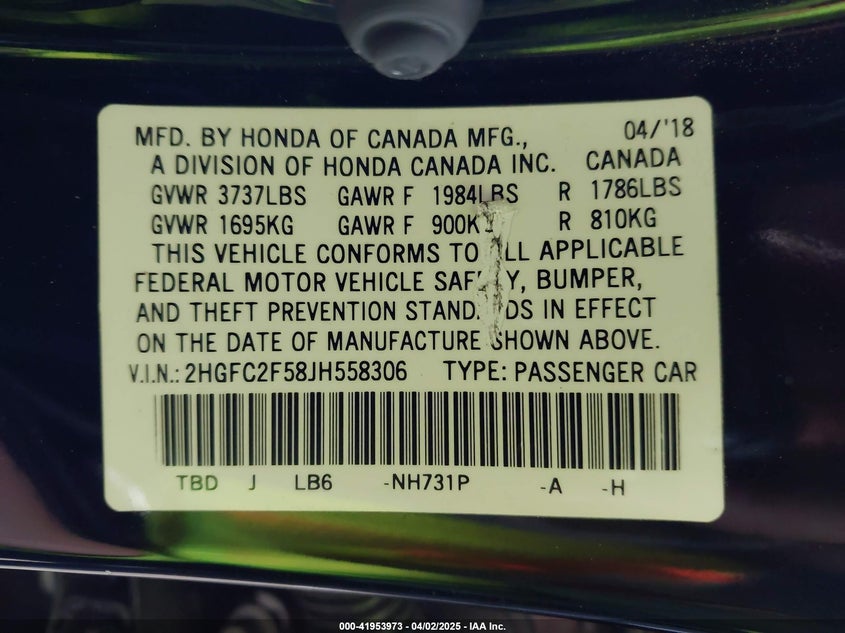 MFD. BY HONDA OF CANADA MFG., 04/'18
A DIVISION OF HONDA CANADA INC. CANADA
GVWR 3737LBS GAWR F 1984LBS R 1786LBS
GVWR 1695KG GAWR F 900K R 810KG
THIS VEHICLE CONFORMS TO LL APPLICABLE
FEDERAL MOTOR VEHICLE SAF Y, BUMPER,
AND THEFT PREVENTION STAND DS IN EFFECT
ON THE DATE OF MANUFACTURE SHOWN ABOVE.
V.I.N.: 2HGFC2F58JH558306 TYPE: PASSENGER CAR
TBD J LB6 -NH731P -A -H
000-41953973 - 04/02/2025 - IAA Inc.